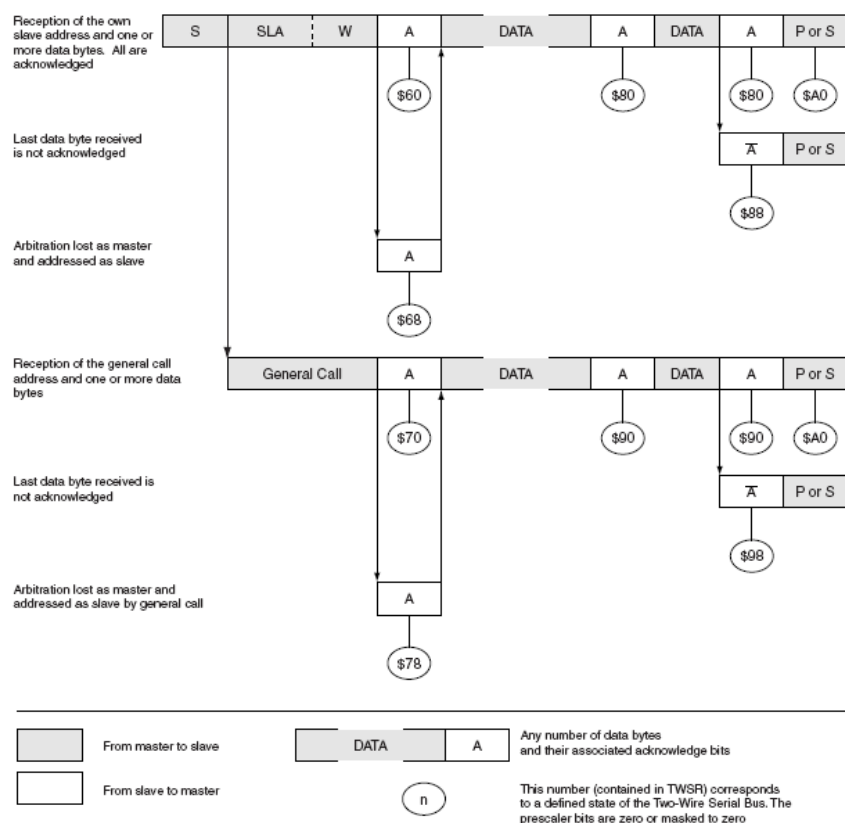 Reception of the own
slave address and one or
more data bytes. All are
acknowledged
S SLA W A DATA A DATA A P or S
$60 $80 $80 $A0
Last data byte received
is not acknowledged
A P or S
$88
Arbitration lost as master
and addressed as slave
A
$68
Reception of the general call
address and one or more data
bytes
General Call A DATA A DATA A P or S
$70 $90 $90 $A0
Last data byte received is
not acknowledged
A P or S
$98
Arbitration lost as master and
addressed as slave by general call
A
$78
From master to slave
DATA A
Any number of data bytes
and their associated acknowledge bits
From slave to master
n
This number (contained in TWSR) corresponds
to a defined state of the Two-Wire Serial Bus. The
prescaler bits are zero or masked to zero